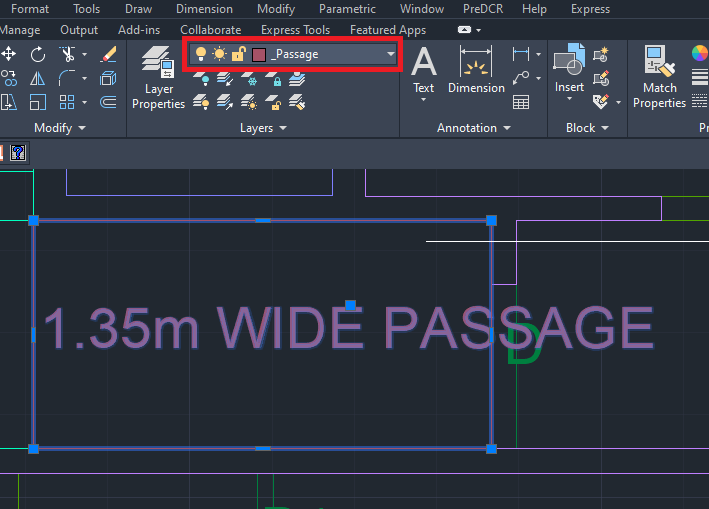 Format Tools Draw Dimension Modify Parametric Window PreDCR Help Express
Manage Output Add-ins Collaborate Express Tools Featured Apps
_Passage
Layer Properties
Text
Dimension
Insert
Match Properties
Modify
Layers
Annotation
Block
1.35m WIDE PASSAGE
D